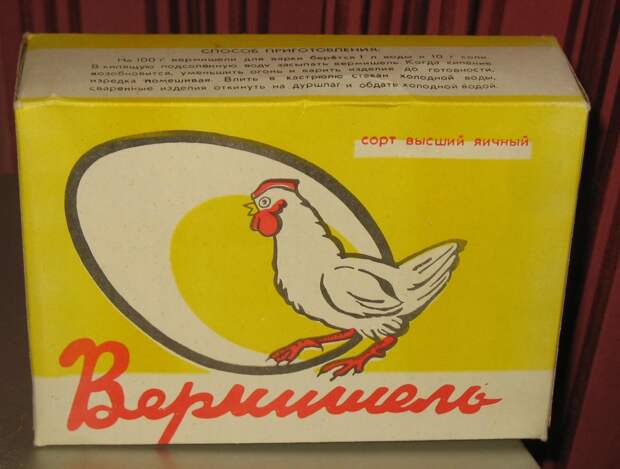 СПОСОБ ПРИГОТОВЛЕНИЯ:
На 100 г. вермишели для варки берётся 1 л воды и 10 г соли.
В кипящую подсоленную воду засыпать вермишель. Когда кипение
возобновится, уменьшить огонь и варить изделия до готовности,
изредка помешивая. Влить в кастрюлю стакан холодной воды,
сваренные изделия откинуть на дуршлаг и обдать холодной водой.
сорт высший яичный
Вермишель